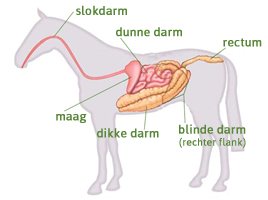 slokdarm
dunne darm
rectum
maag
dikke darm
blinde darm
(rechter flank)